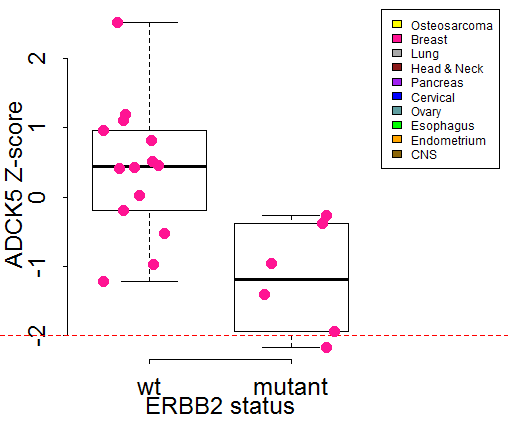 Osteosarcoma
Breast
Lung
Head & Neck
Pancreas
Cervical
Ovary
Esophagus
Endometrium
CNS
ADCK5 Z-score
2
1
0
-1
-2
wt mutant
ERBB2 status